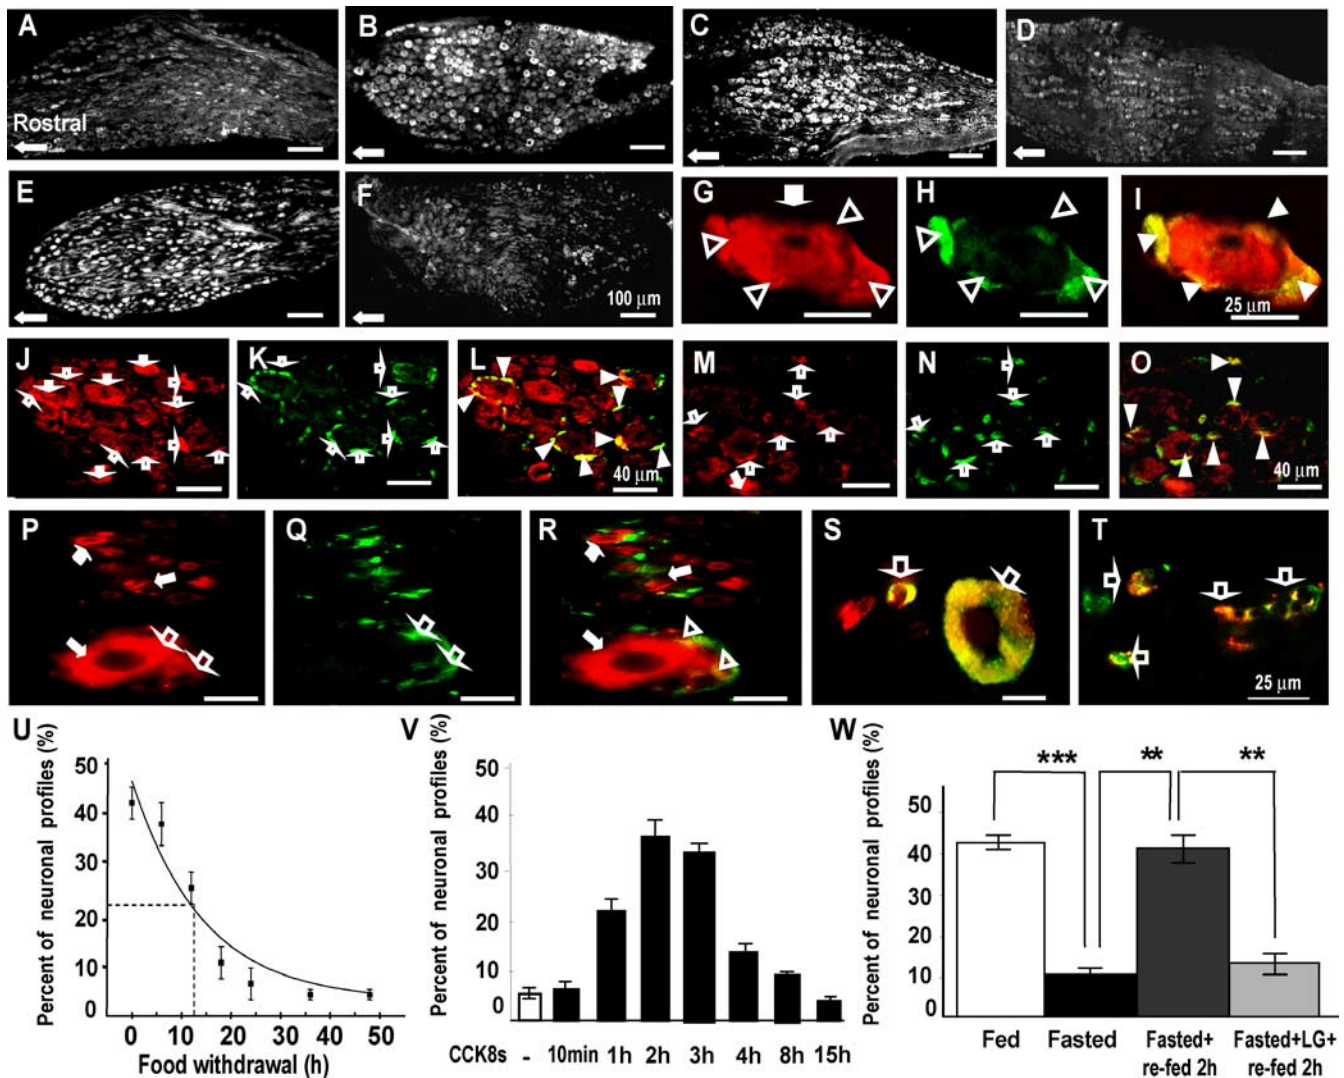 A
B
C
D
Rostral
E
F
100 µm
G
H
I
25 µm
J
K
L
40 µm
M
N
O
40 µm
P
Q
R
S
T
25 µm
U
Percent of neuronal profiles (%)
50
40
30
20
10
0
0 10 20 30 40 50
Food withdrawal (h)
V
Percent of neuronal profiles (%)
50
40
30
20
10
0
CCK8s - 10min 1h 2h 3h 4h 8h 15h
W
Percent of neuronal profiles (%)
50
40
30
20
10
0
*** ** **
Fed Fasted Fasted+ Fasted+LG+
re-fed 2h re-fed 2h